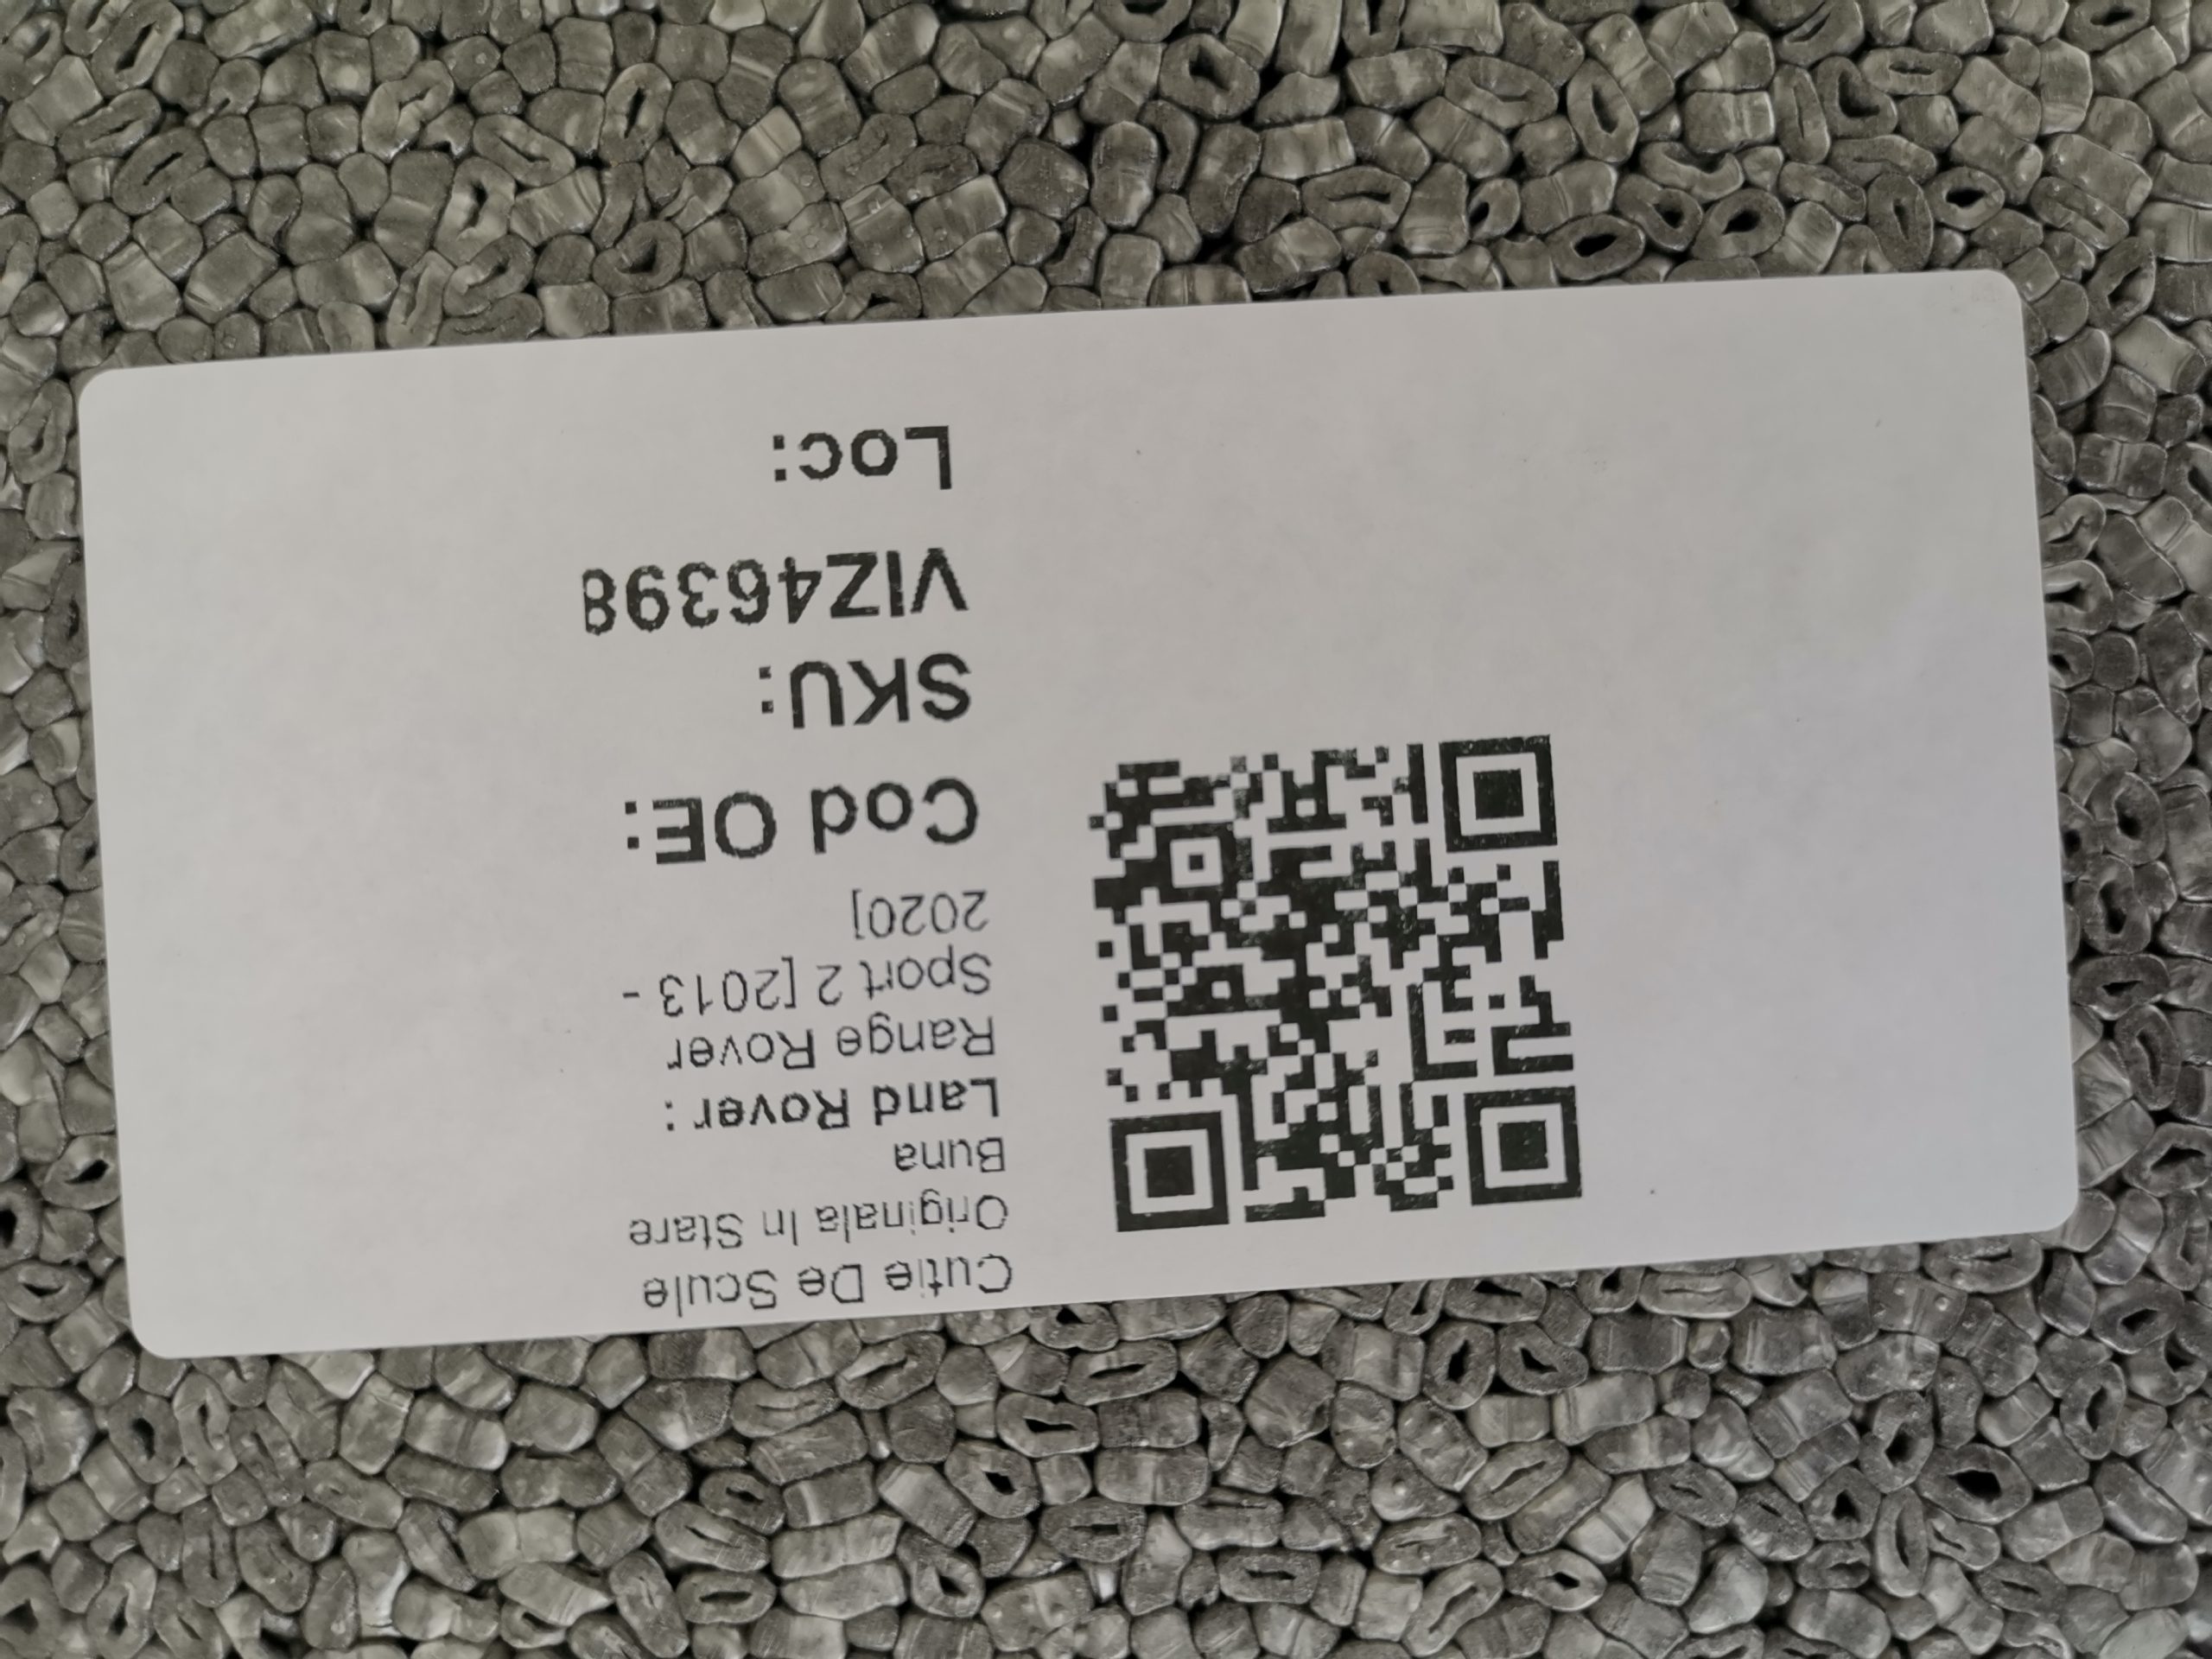 Cutie De Scule
Originala In Stare
Buna
Land Rover :
Range Rover
Sport 2 [2013 -
2020]
Cod OE:
SKU:
VIZ46398
Loc: